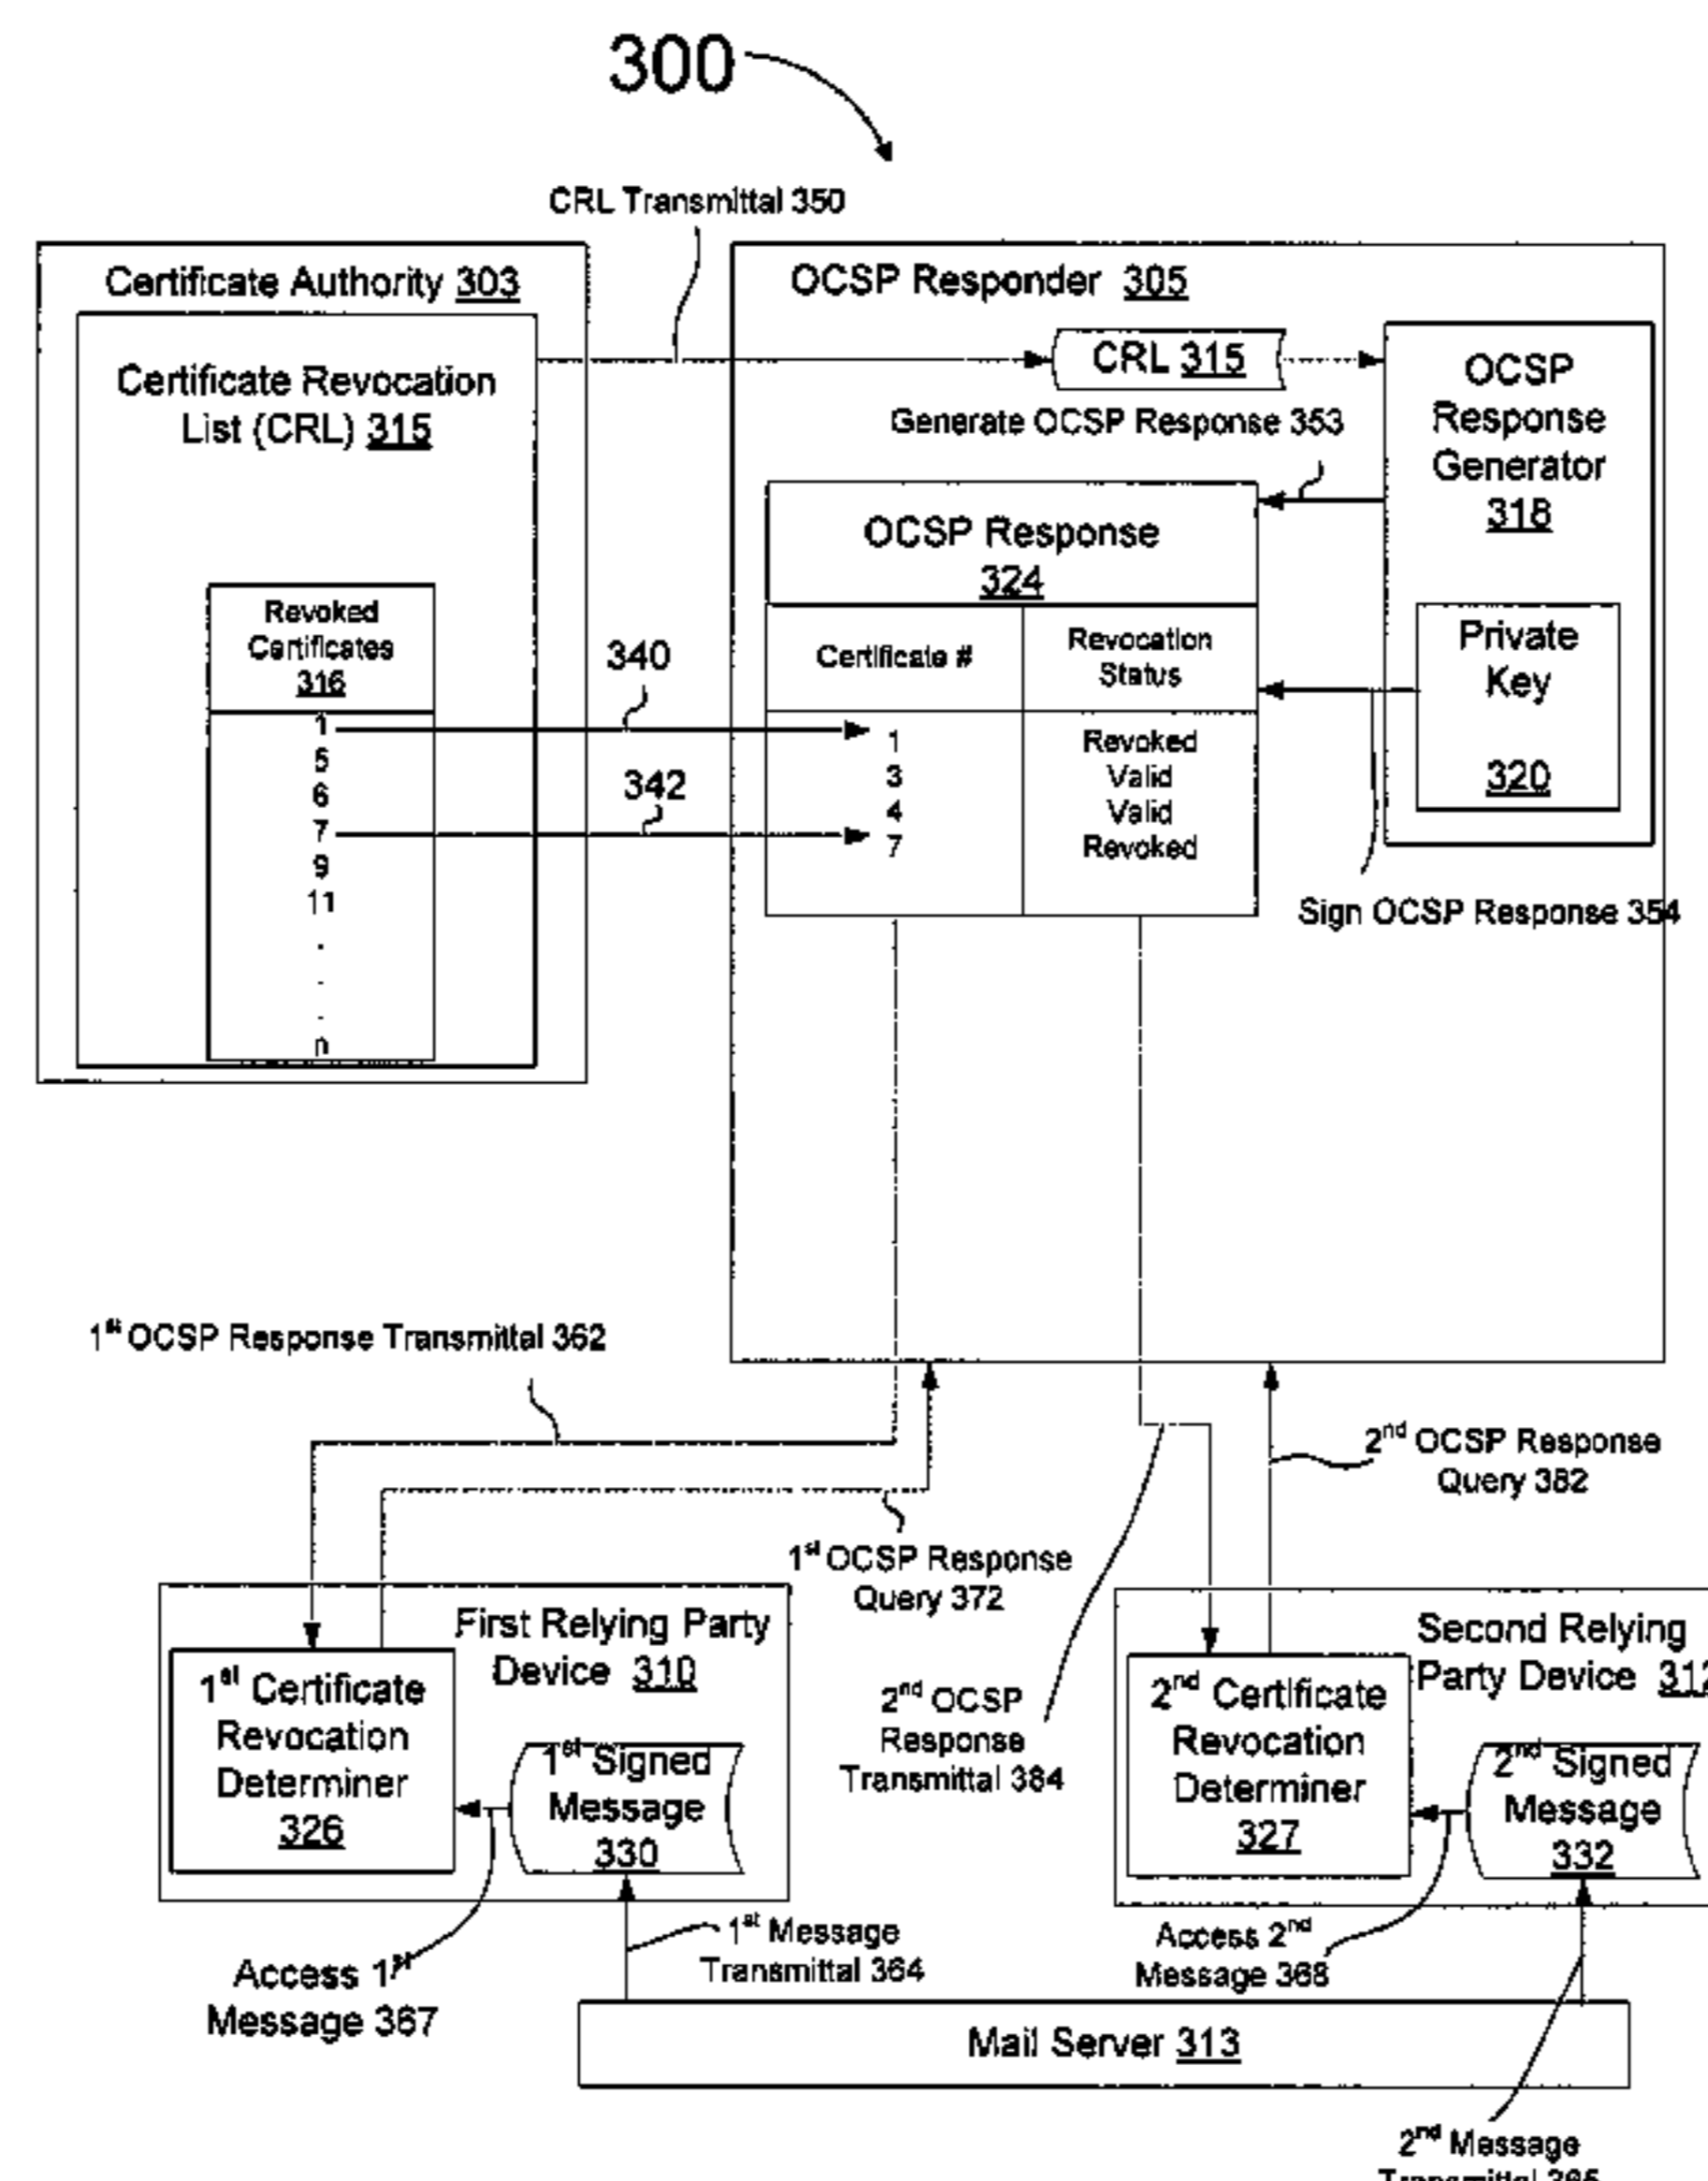 300
CRL Transmittal 350
Certificate Authority 303
Certificate Revocation
List (CRL) 315
Revoked
Certificates
316
1
5
6
7
9
11
.
.
.
n
340
342
OCSP Responder 305
CRL 315
Generate OCSP Response 353
OCSP
Response
Generator
318
OCSP Response
324
Certificate #
Revocation
Status
1
3
4
7
Revoked
Valid
Valid
Revoked
Private
Key
320
Sign OCSP Response 354
1st OCSP Response Transmittal 362
2nd OCSP Response
Query 382
1st OCSP Response
Query 372
First Relying Party
Device 310
1st Certificate
Revocation
Determiner
326
1st Signed
Message
330
2nd OCSP
Response
Transmittal 384
Second Relying
Party Device 312
2nd Certificate
Revocation
Determiner
327
2nd Signed
Message
332
Access 1st
Message 367
1st Message
Transmittal 364
Access 2nd
Message 368
Mail Server 313
2nd Message